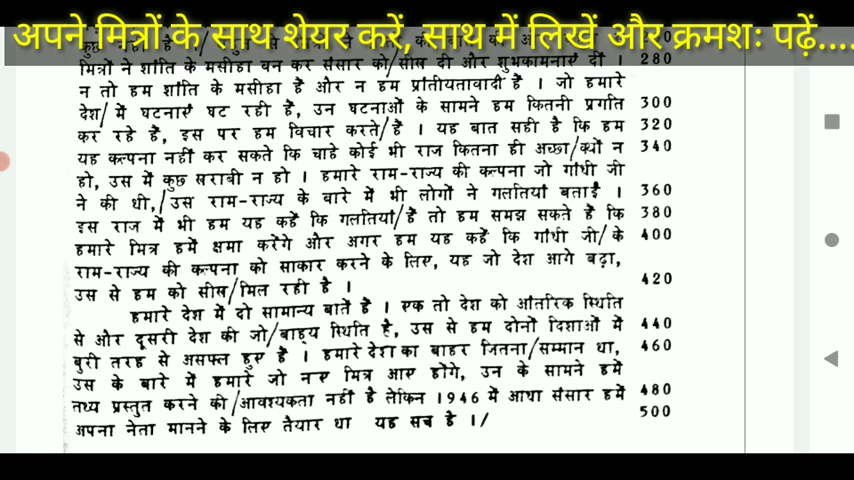 अपने मित्रों के साथ शेयर करें, साथ में लिखें और क्रमशः पढ़ें....
मित्रों ने शांति के मसीहा बन कर संसार को/सीख दी और शुभकामनाएं दीं । 280
न तो हम शांति के मसीहा हैं और न हम प्रांतीयतावादी हैं । जो हमारे
देश/ में घटनाएं घट रही हैं, उन घटनाओं के सामने हम कितनी प्रगति 300
कर रहे हैं, इस पर हम विचार करते/हैं । यह बात सही है कि हम 320
यह कल्पना नहीं कर सकते कि चाहे कोई भी राज कितना ही अच्छा/क्यों न 340
हो, उस में कुछ खराबी न हो । हमारे राम-राज्य की कल्पना जो गांधी जी
ने की थी,/उस राम-राज्य के बारे में भी लोगों ने गलतियां बताईं । 360
इस राज में भी हम यह कहें कि गलतियां/हैं तो हम समझ सकते हैं कि 380
हमारे मित्र हमें क्षमा करेंगे और अगर हम यह कहें कि गांधी जी/के 400
राम-राज्य की कल्पना को साकार करने के लिए, यह जो देश आगे बढ़ा,
उस से हम को सीख/मिल रही है । 420
हमारे देश में दो सामान्य बातें हैं । एक तो देश को आंतरिक स्थिति
से और दूसरी देश की जो/बाह्य स्थिति है, उस से हम दोनों दिशाओं में 440
बुरी तरह से असफल हुए हैं । हमारे देश का बाहर जितना/सम्मान था, 460
उस के बारे में हमारे जो नए मित्र आए होंगे, उन के सामने हमें
तथ्य प्रस्तुत करने की/आवश्यकता नहीं है लेकिन 1946 में आधा संसार हमें 480
अपना नेता मानने के लिए तैयार था यह सच है ।/ 500